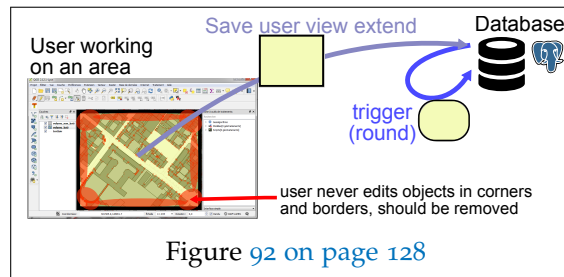 Save user view extend
Database
User working
on an area
trigger
(round)
user never edits objects in corners
and borders, should be removed
Figure 92 on page 128